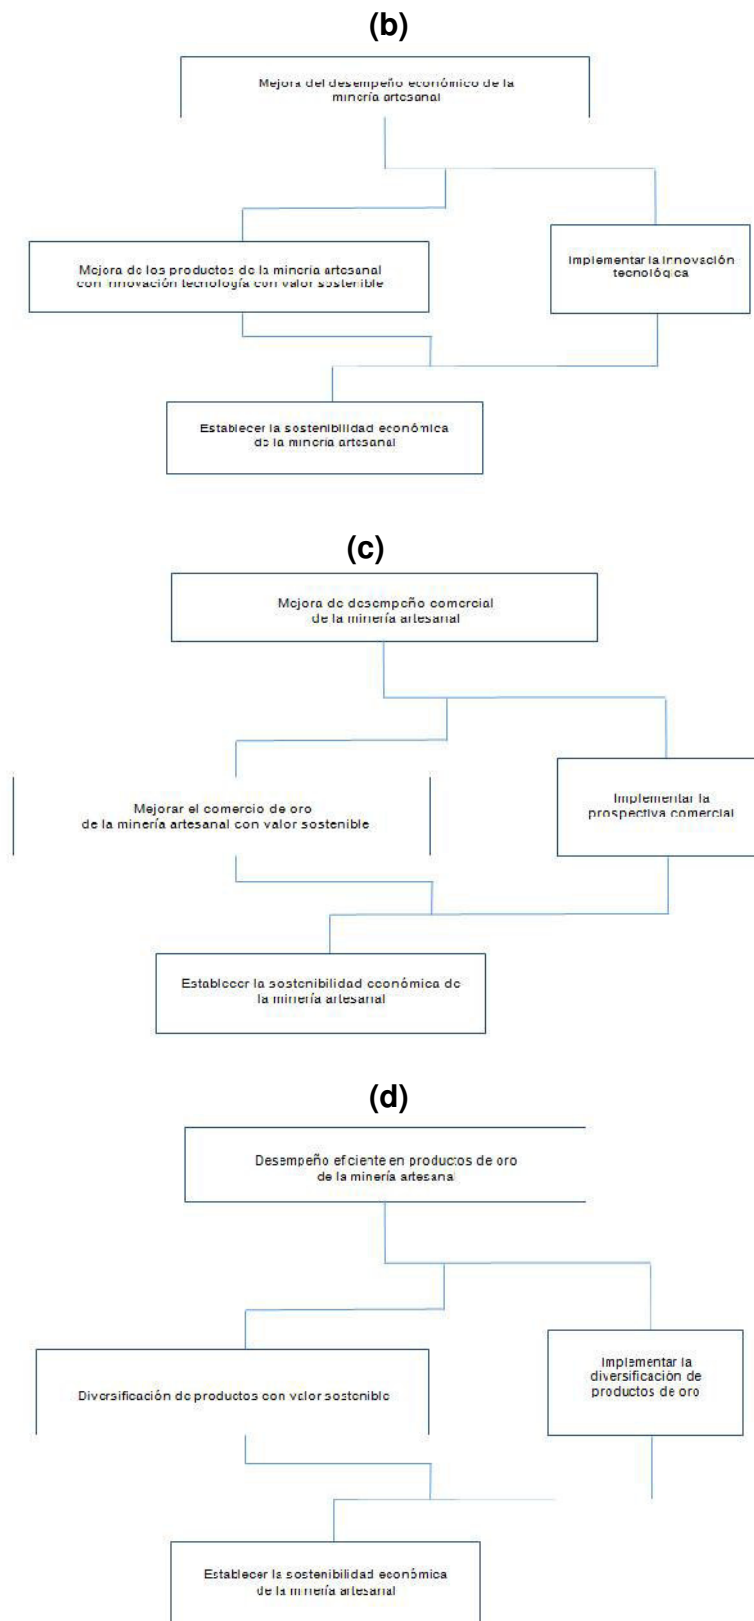 (b)
Mejora del desempeño económico de la
minería artesanal
Mejora de los productos de la minería artesanal
con innovación tecnología con valor sostenible
Implementar la innovación
tecnológica
Establecer la sostenibilidad económica
de la minería artesanal
(c)
Mejora de desempeño comercial
de la minería artesanal
Mejorar el comercio de oro
de la minería artesanal con valor sostenible
Implementar la
prospectiva comercial
Establecer la sostenibilidad económica de
la minería artesanal
(d)
Desempeño eficiente en productos de oro
de la minería artesanal
Diversificación de productos con valor sostenible
Implementar la
diversificación de
productos de oro
Establecer la sostenibilidad económica
de la minería artesanal